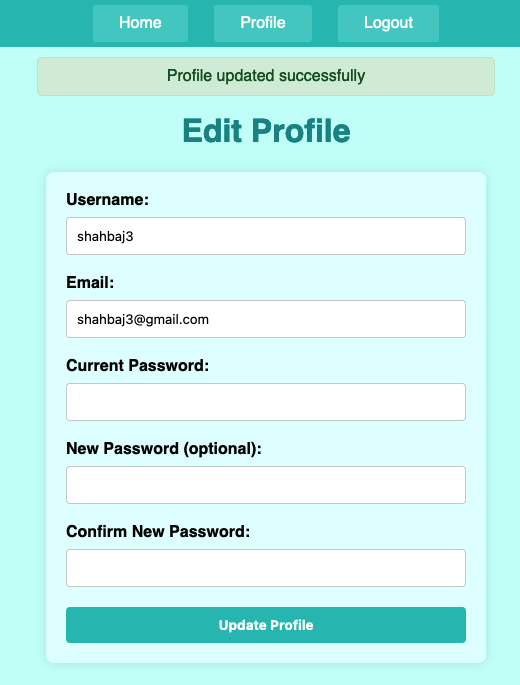 Home Profile Logout
Profile updated successfully
Edit Profile
Username:
shahbaj3
Email:
shahbaj3@gmail.com
Current Password:
New Password (optional):
Confirm New Password:
Update Profile